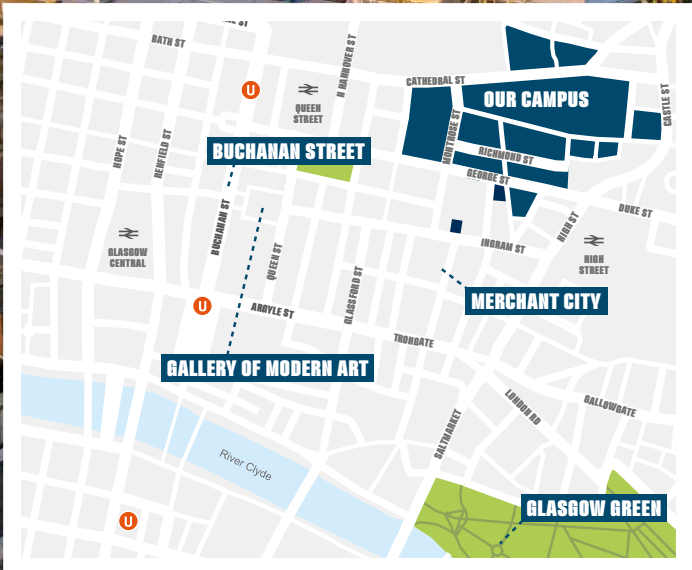 BATH ST
N HANNOVER ST
CATHEDRAL ST
CASTLE ST
OUR CAMPUS
U
QUEEN
STREET
HOPE ST
RENFIELD ST
BUCHANAN STREET
MONTROSE ST
RICHMOND ST
GEORGE ST
DUKE ST
BUCHANAN ST
HIGH ST
GLASGOW
CENTRAL
QUEEN ST
INGRAM ST
HIGH
STREET
GLASSFORD ST
MERCHANT CITY
U
ARGYLE ST
TRONGATE
GALLERY OF MODERN ART
LONDON RD
GALLOWGATE
SALTMARKET
River Clyde
GLASGOW GREEN
U